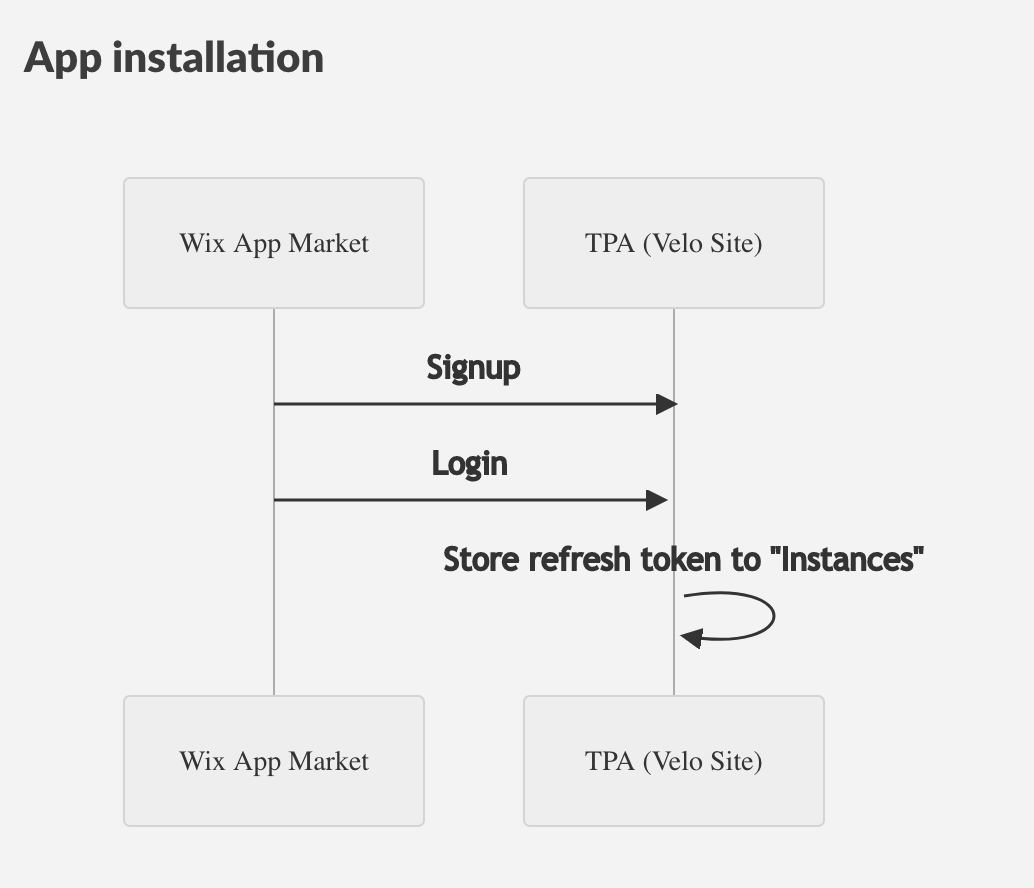 App installation
Wix App Market
TPA (Velo Site)
Signup
Login
Store refresh token to "Instances"
Wix App Market
TPA (Velo Site)